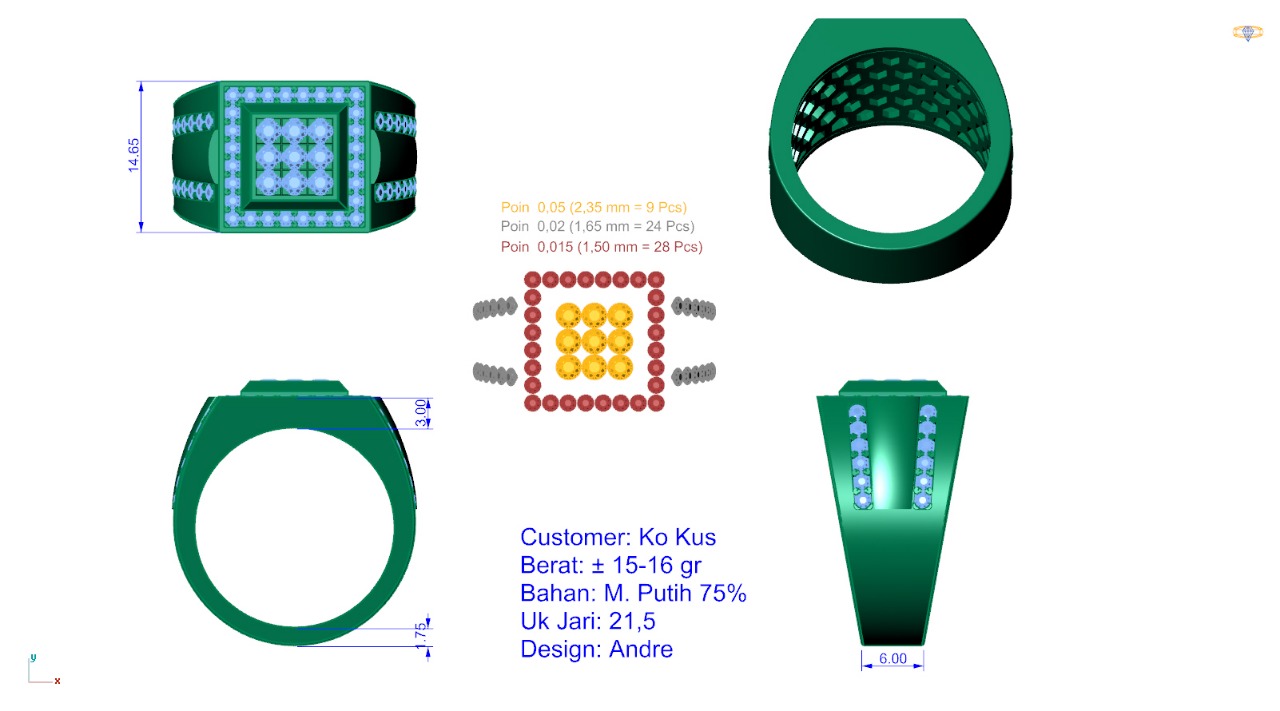 14.65
Poin 0,05 (2,35 mm = 9 Pcs)
Poin 0,02 (1,65 mm = 24 Pcs)
Poin 0,015 (1,50 mm = 28 Pcs)
3.00
Customer: Ko Kus
Berat: ± 15-16 gr
Bahan: M. Putih 75%
Uk Jari: 21,5
Design: Andre
1.75
6.00
y
x